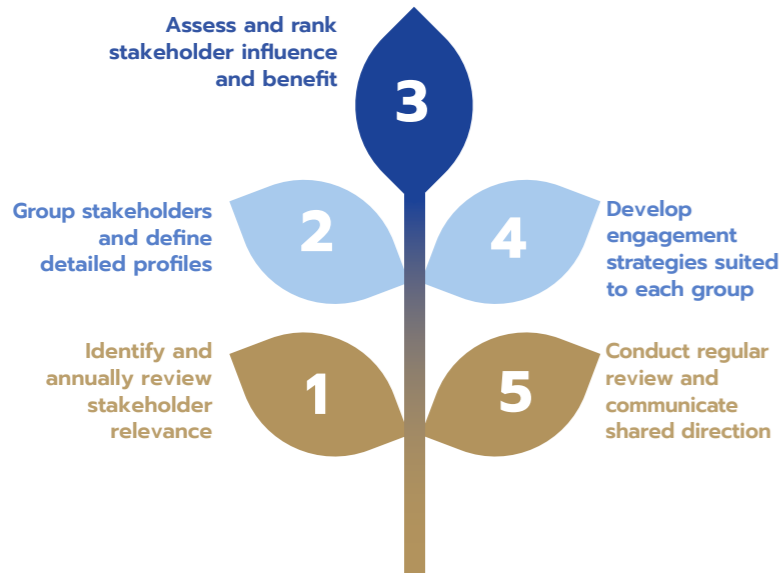 Assess and rank
stakeholder influence
and benefit
3
Group stakeholders
and define
detailed profiles
2
4
Develop
engagement
strategies suited
to each group
Identify and
annually review
stakeholder
relevance
1
5
Conduct regular
review and
communicate
shared direction